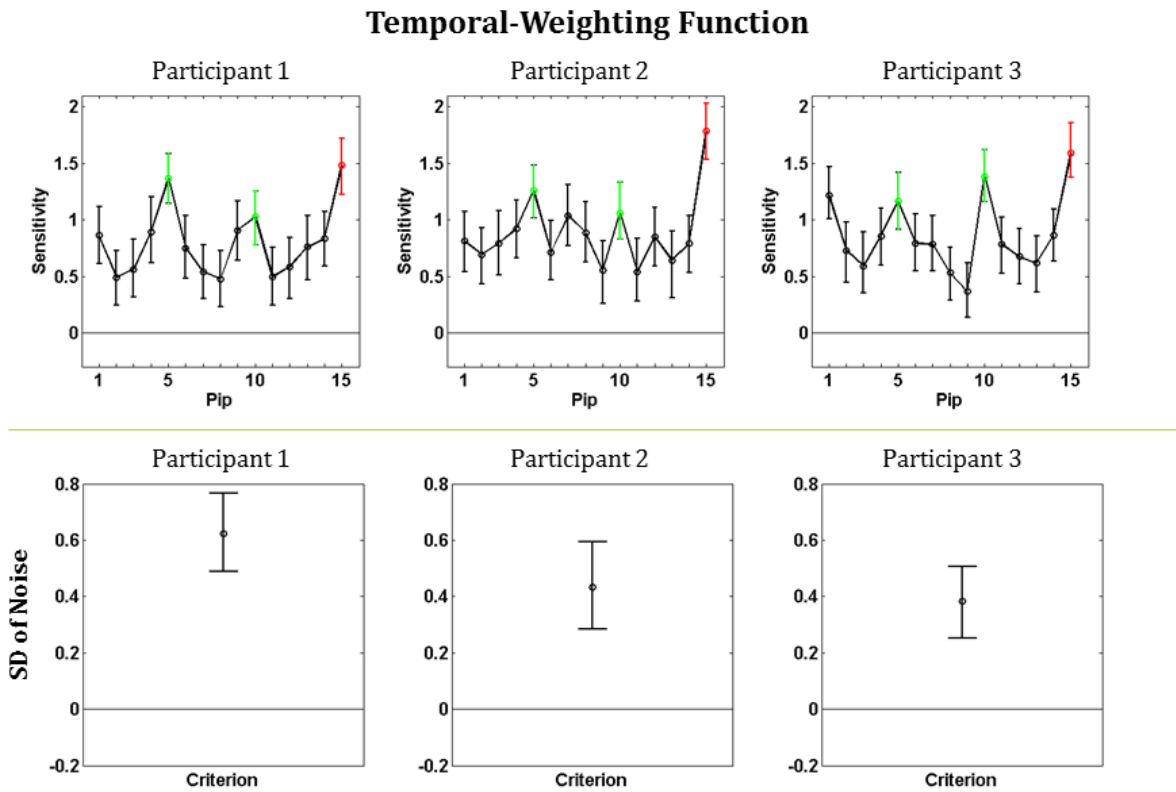 Temporal-Weighting Function
Participant 1
Participant 2
Participant 3
Sensitivity
2
1.5
1
0.5
0
1 5 10 15
Pip
Sensitivity
2
1.5
1
0.5
0
1 5 10 15
Pip
Sensitivity
2
1.5
1
0.5
0
1 5 10 15
Pip
Participant 1
Participant 2
Participant 3
SD of Noise
0.8
0.6
0.4
0.2
0
-0.2
Criterion
0.8
0.6
0.4
0.2
0
-0.2
Criterion
0.8
0.6
0.4
0.2
0
-0.2
Criterion